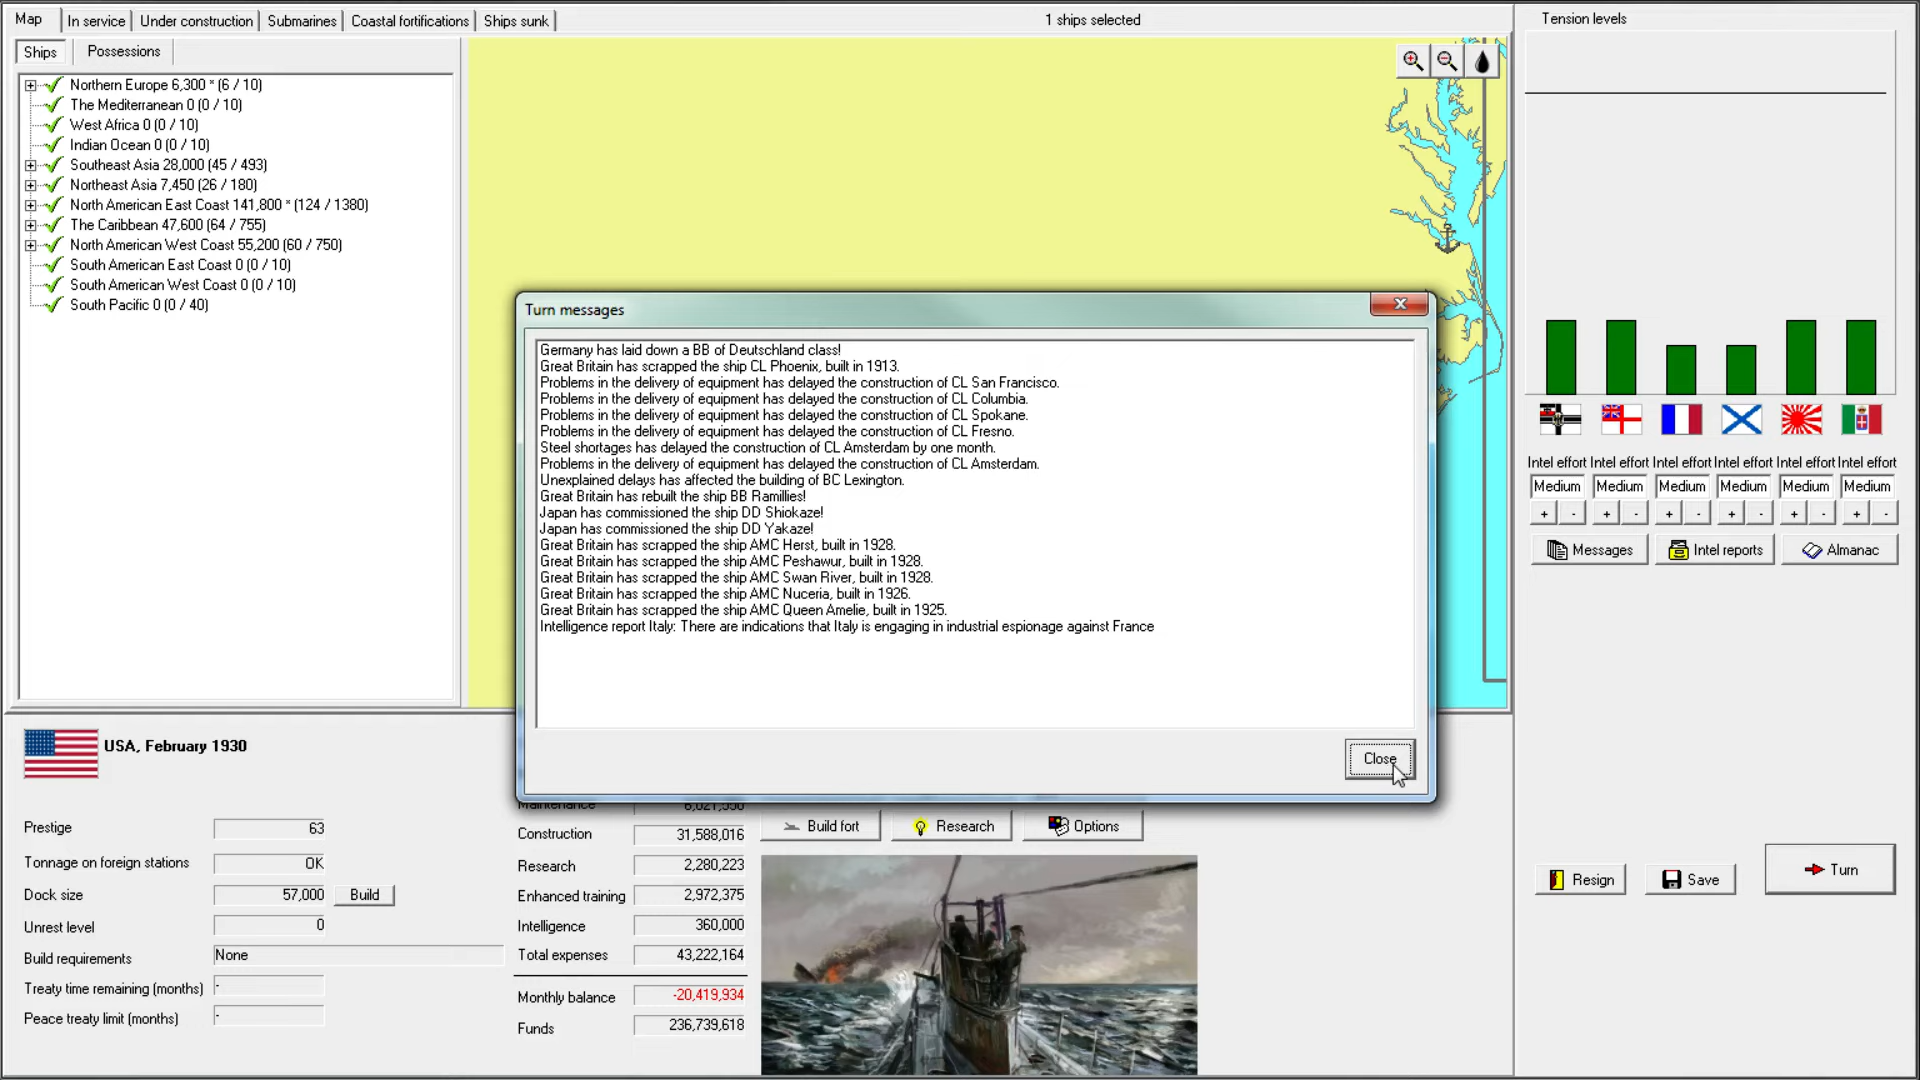 Map
In service
Under construction
Submarines
Coastal fortifications
Ships sunk
1 ships selected
Tension levels
Ships
Possessions
Northern Europe 6,300 * (6 / 10)
The Mediterranean 0 (0 / 10)
West Africa 0 (0 / 10)
Indian Ocean 0 (0 / 10)
Southeast Asia 28,000 (45 / 493)
Northeast Asia 7,450 (26 / 180)
North American East Coast 141,800 * (124 / 1380)
The Caribbean 47,600 (64 / 755)
North American West Coast 55,200 (60 / 750)
South American East Coast 0 (0 / 10)
South American West Coast 0 (0 / 10)
South Pacific 0 (0 / 40)
Turn messages
Germany has laid down a BB of Deutschland class!
Great Britain has scrapped the ship CL Phoenix, built in 1913.
Problems in the delivery of equipment has delayed the construction of CL San Francisco.
Problems in the delivery of equipment has delayed the construction of CL Columbia.
Problems in the delivery of equipment has delayed the construction of CL Spokane.
Problems in the delivery of equipment has delayed the construction of CL Fresno.
Steel shortages has delayed the construction of CL Amsterdam by one month.
Problems in the delivery of equipment has delayed the construction of CL Amsterdam.
Unexplained delays has affected the building of BC Lexington.
Great Britain has rebuilt the ship BB Ramillies!
Japan has commissioned the ship DD Shiokaze!
Japan has commissioned the ship DD Yakaze!
Great Britain has scrapped the ship AMC Herst, built in 1928.
Great Britain has scrapped the ship AMC Peshawur, built in 1928.
Great Britain has scrapped the ship AMC Swan River, built in 1928.
Great Britain has scrapped the ship AMC Nuceria, built in 1926.
Great Britain has scrapped the ship AMC Queen Amelie, built in 1925.
Intelligence report Italy: There are indications that Italy is engaging in industrial espionage against France
Close
Intel effort Intel effort Intel effort Intel effort Intel effort Intel effort
Medium Medium Medium Medium Medium Medium
+ - + - + - + - + - + -
Messages
Intel reports
Almanac
USA, February 1930
Prestige 63
Tonnage on foreign stations OK
Dock size 57,000 Build
Unrest level 0
Build requirements None
Treaty time remaining (months) -
Peace treaty limit (months) -
Maintenance 6,021,550
Construction 31,588,016
Research 2,280,223
Enhanced training 2,972,375
Intelligence 360,000
Total expenses 43,222,164
Monthly balance -20,419,934
Funds 236,739,618
Build fort
Research
Options
Resign
Save
Turn